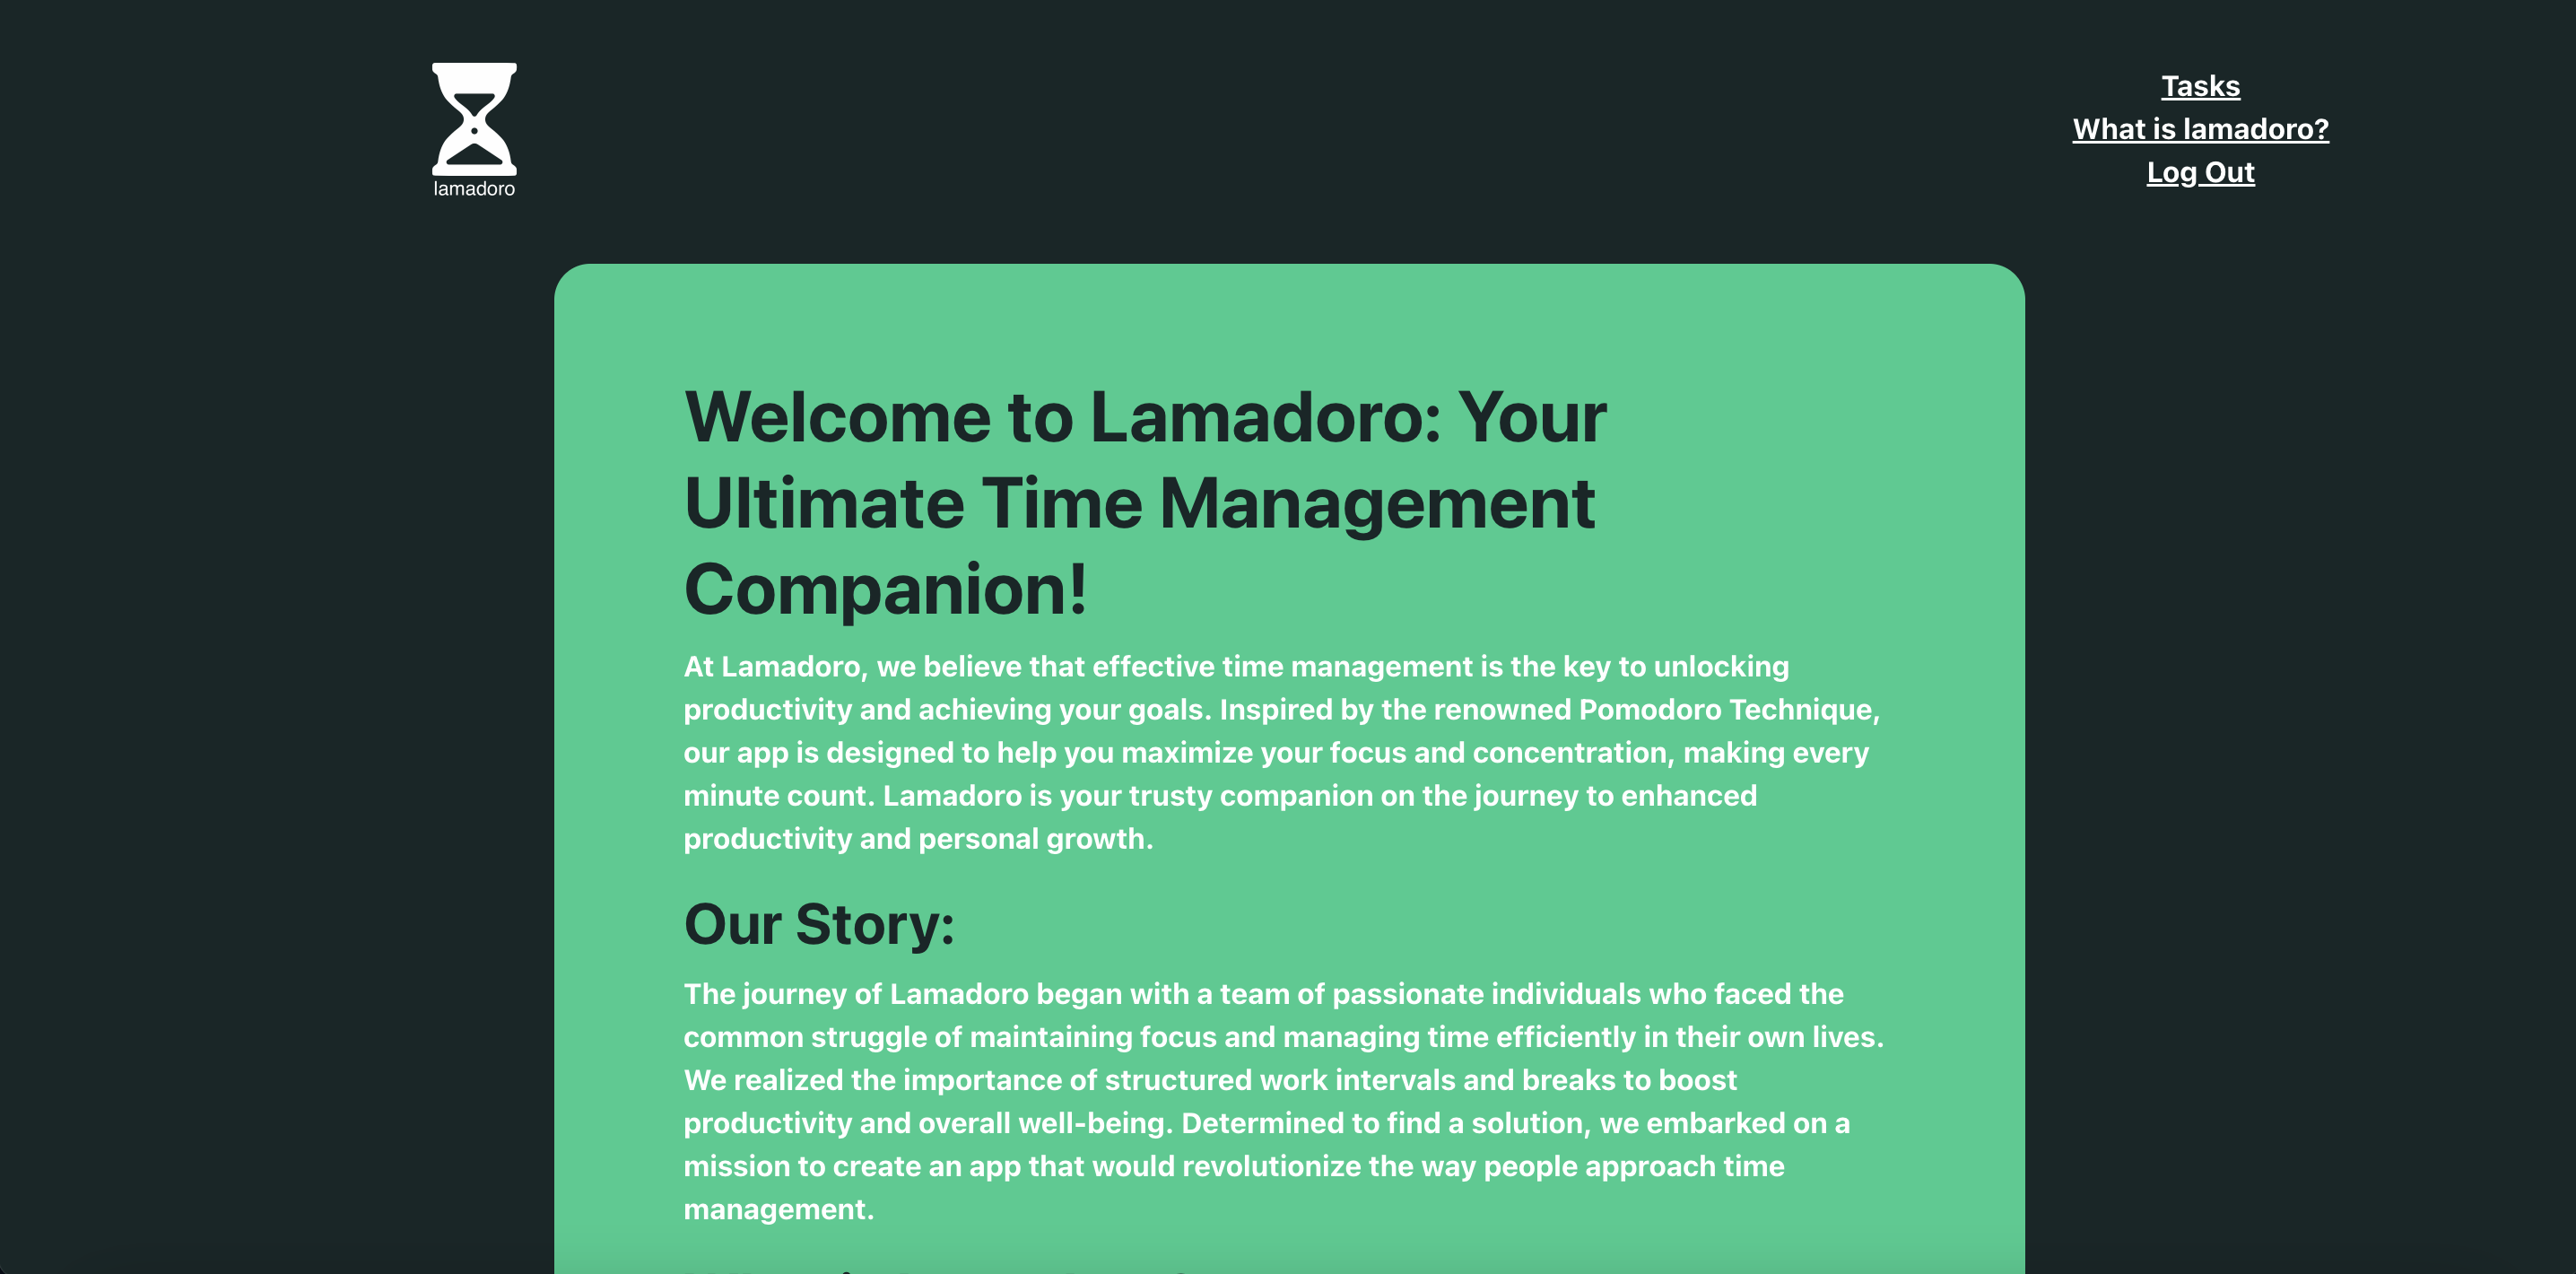 lamadoro
Tasks
What is lamadoro?
Log Out
Welcome to Lamadoro: Your
Ultimate Time Management
Companion!
At Lamadoro, we believe that effective time management is the key to unlocking
productivity and achieving your goals. Inspired by the renowned Pomodoro Technique,
our app is designed to help you maximize your focus and concentration, making every
minute count. Lamadoro is your trusty companion on the journey to enhanced
productivity and personal growth.
Our Story:
The journey of Lamadoro began with a team of passionate individuals who faced the
common struggle of maintaining focus and managing time efficiently in their own lives.
We realized the importance of structured work intervals and breaks to boost
productivity and overall well-being. Determined to find a solution, we embarked on a
mission to create an app that would revolutionize the way people approach time
management.